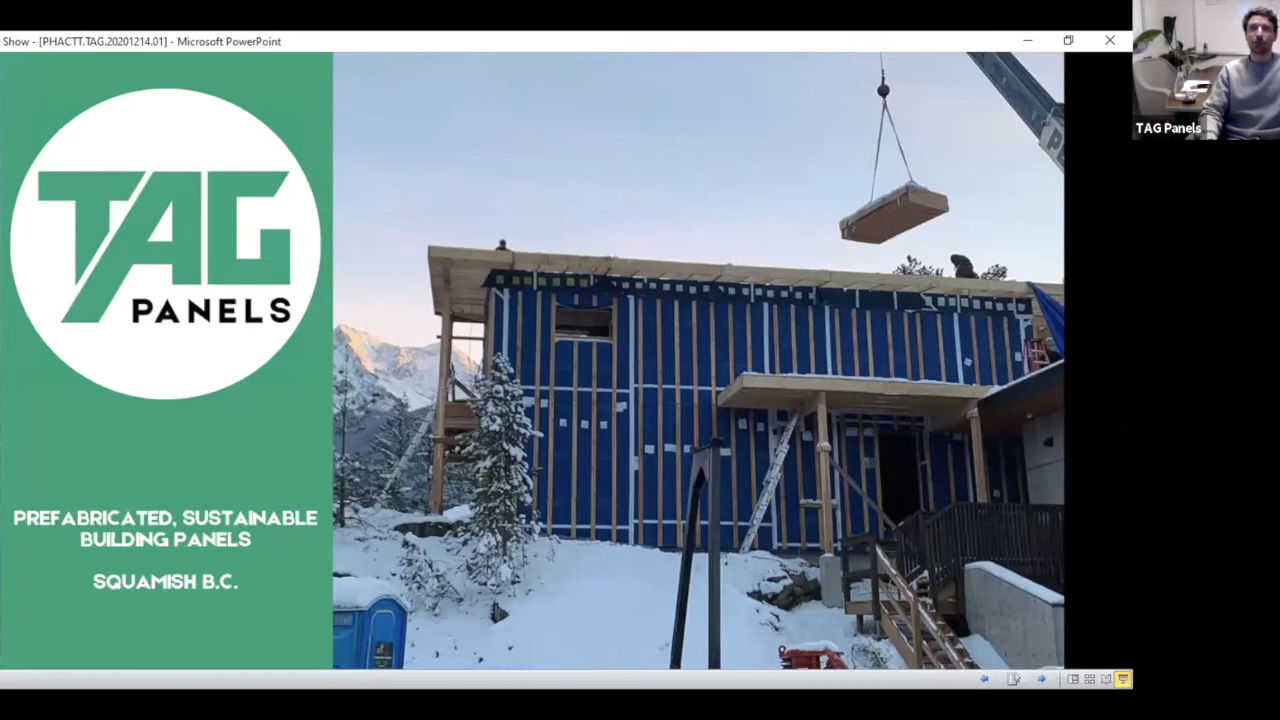 Show - [PHACTT.TAG.20201214.01] - Microsoft PowerPoint
TAG
PANELS
PREFABRICATED, SUSTAINABLE
BUILDING PANELS
SQUAMISH B.C.
TAG Panels